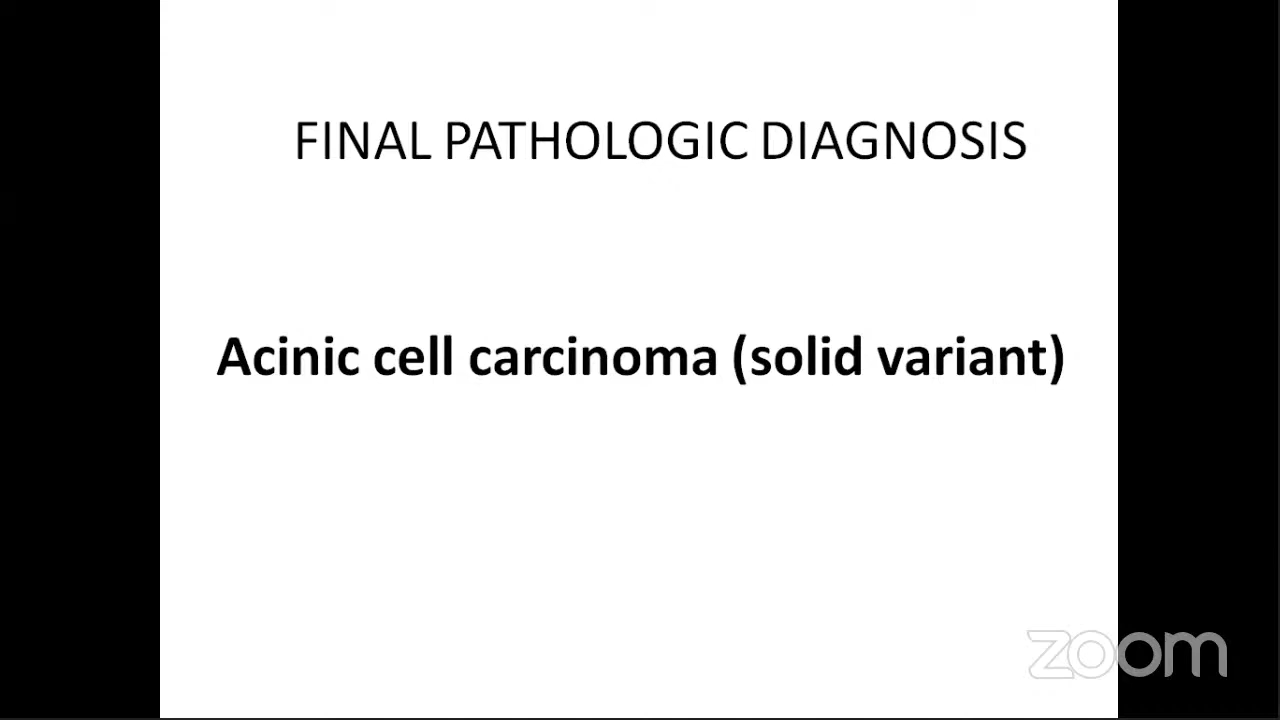 FINAL PATHOLOGIC DIAGNOSIS
Acinic cell carcinoma (solid variant)
zoom